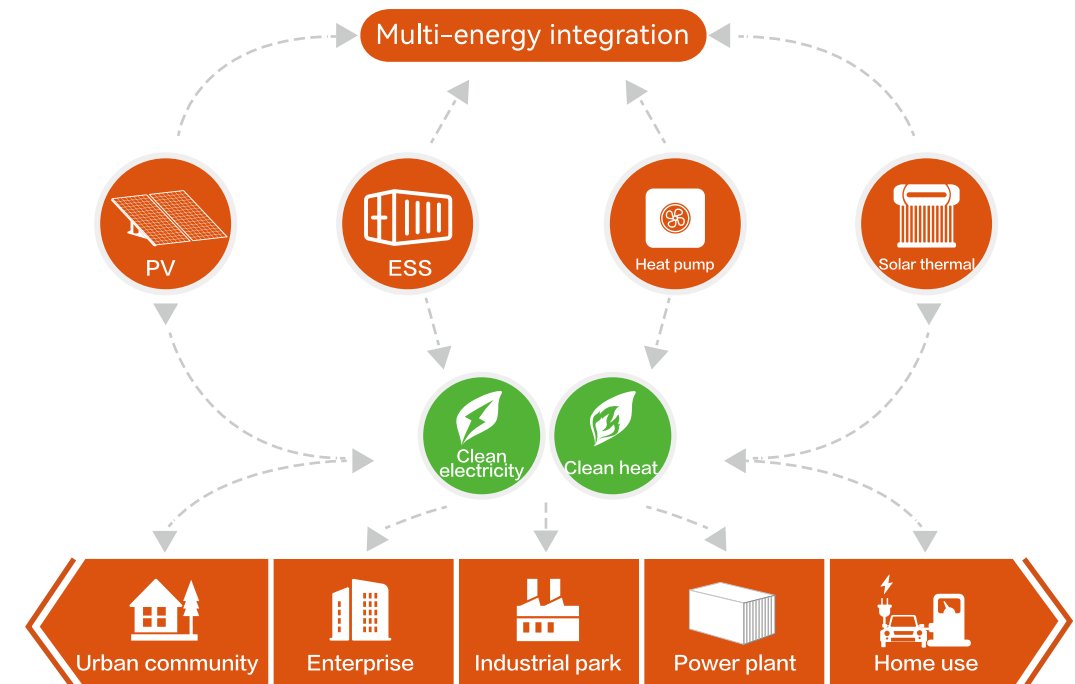 Multi-energy integration
PV
ESS
Heat pump
Solar thermal
Clean
electricity
Clean heat
Urban community
Enterprise
Industrial park
Power plant
Home use